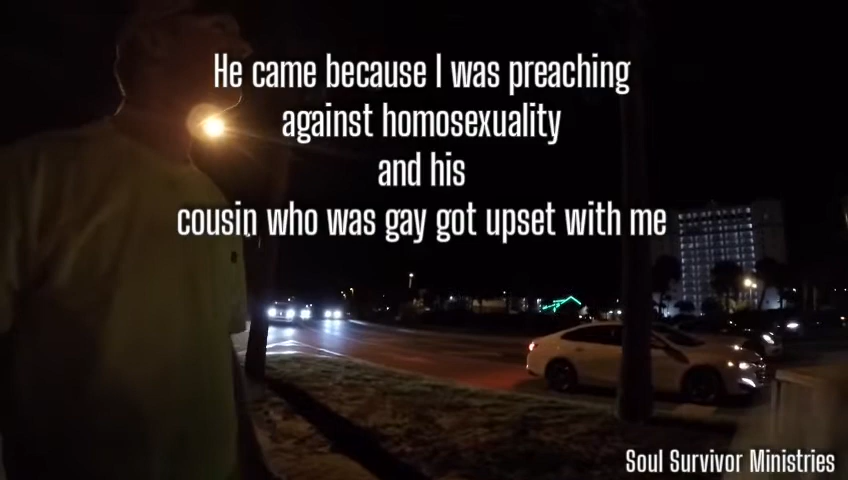 He came because I was preaching
against homosexuality
and his
cousin who was gay got upset with me
Soul Survivor Ministries